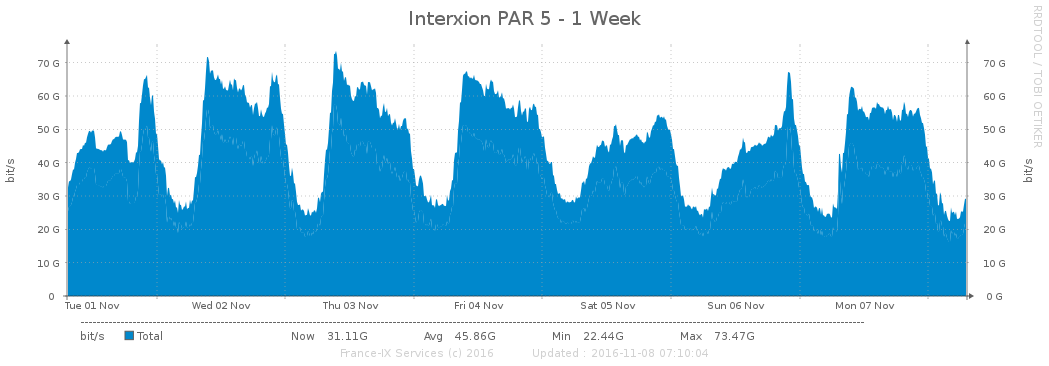 Interxion PAR 5 - 1 Week
RRDTOOL / TOBI OETIKER
bit/s
70 G
60 G
50 G
40 G
30 G
20 G
10 G
0
70 G
60 G
50 G
40 G
30 G
20 G
10 G
0 G
bit/s
Tue 01 Nov Wed 02 Nov Thu 03 Nov Fri 04 Nov Sat 05 Nov Sun 06 Nov Mon 07 Nov
bit/s Total Now 31.11G Avg 45.86G Min 22.44G Max 73.47G
France-IX Services (c) 2016 Updated : 2016-11-08 07:10:04